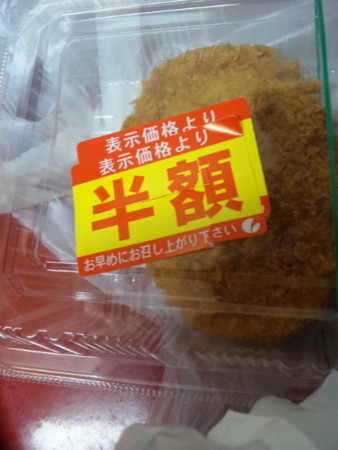 表示価格より
表示価格より
半額
お早めにお召し上がり下さい